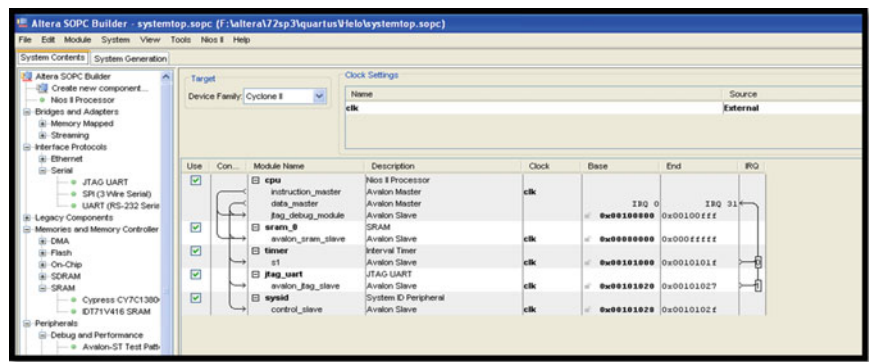 Altera SOPC Builder - systemtop.sopc (F:\altera\72sp3\quartus\Helo\systemtop.sopc)
File Edit Module System View Tools Nios II Help
System Contents System Generation
Altera SOPC Builder
Create new component...
Nios II Processor
Bridges and Adapters
Memory Mapped
Streaming
Interface Protocols
Ethernet
Serial
JTAG UART
SPI (3 Wire Serial)
UART (RS-232 Serie
Legacy Components
Memories and Memory Controller
DMA
Flash
On-Chip
SDRAM
SRAM
Cypress CY7C1380
IDT71V416 SRAM
Peripherals
Debug and Performance
Avalon-ST Test Patt
Target
Device Family: Cyclone II
Clock Settings
Name Source
clk External
Use Con... Module Name Description Clock Base End IRQ
cpu Nios II Processor
instruction_master Avalon Master clk
data_master Avalon Master IRQ 0 IRQ 31
jtag_debug_module Avalon Slave 0x00100800 0x00100fff
sram_0 SRAM
avalon_sram_slave Avalon Slave clk 0x00000000 0x000fffff
timer Interval Timer
s1 Avalon Slave clk 0x00101000 0x0010101f 0
jtag_uart JTAG UART
avalon_jtag_slave Avalon Slave clk 0x00101020 0x00101027 1
sysid System ID Peripheral
control_slave Avalon Slave clk 0x00101028 0x0010102f